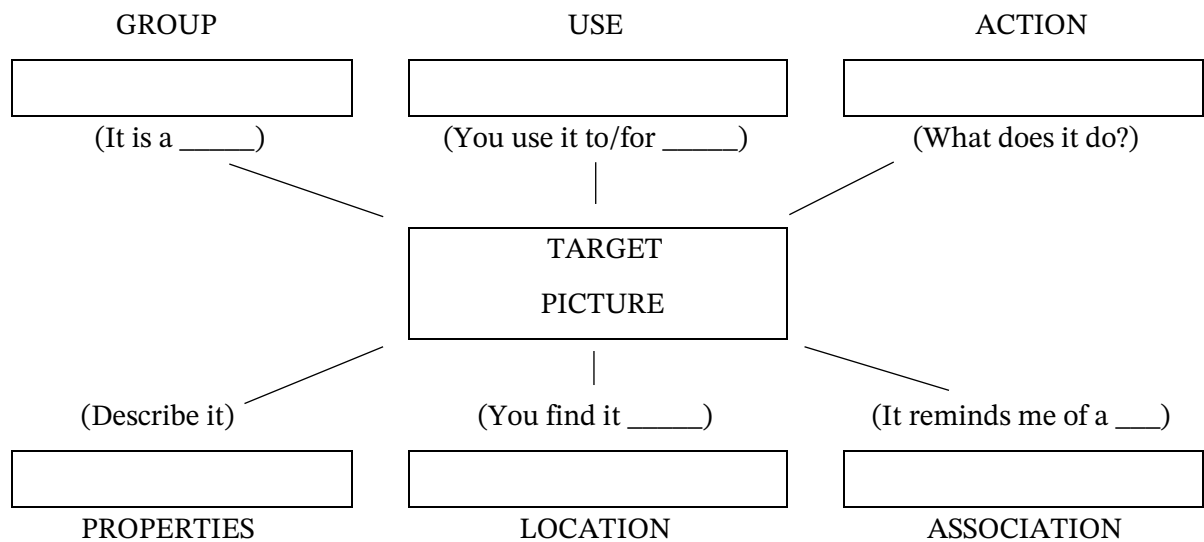 GROUP USE ACTION
(It is a _____) (You use it to/for _____) (What does it do?)
TARGET
PICTURE
(Describe it) (You find it _____) (It reminds me of a ___)
PROPERTIES LOCATION ASSOCIATION